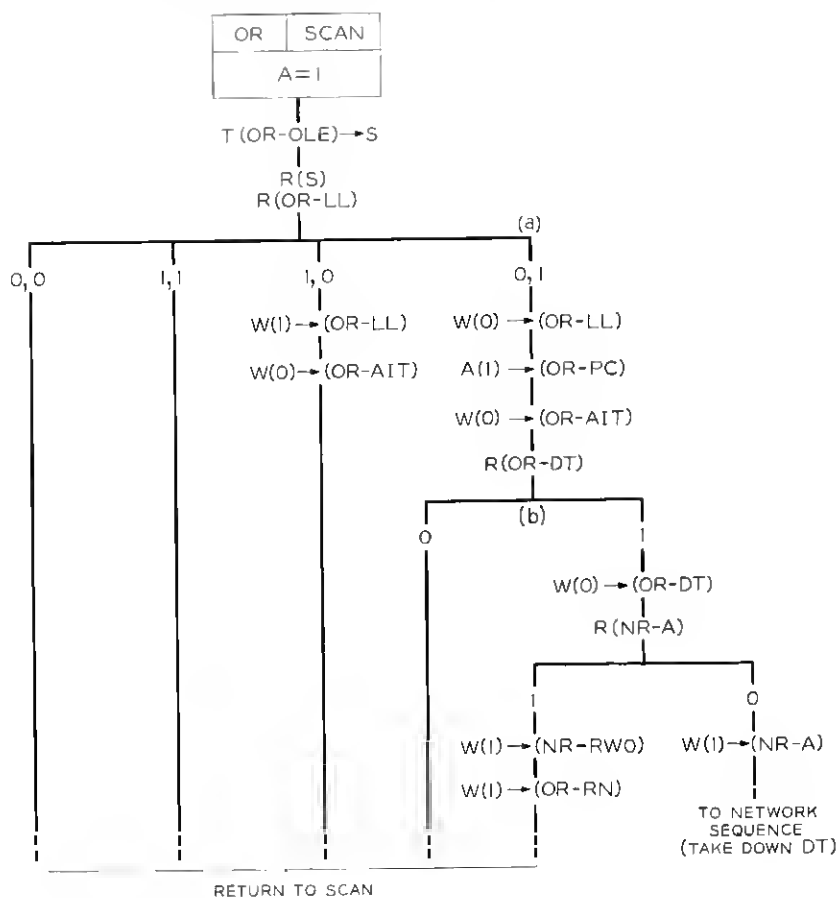 OR SCAN
A=1
T(OR-OLE)→S
R(S)
R(OR-LL)
(a)
0,0 1,1 1,0 0,1
W(1)→(OR-LL) W(0)→(OR-LL)
W(0)→(OR-AIT) A(1)→(OR-PC)
W(0)→(OR-AIT)
R(OR-DT)
(b)
0 1
W(0)→(OR-DT)
R(NR-A)
1 0
W(1)→(NR-RWO) W(1)→(NR-A)
W(1)→(OR-RN)
TO NETWORK
SEQUENCE
(TAKE DOWN DT)
RETURN TO SCAN